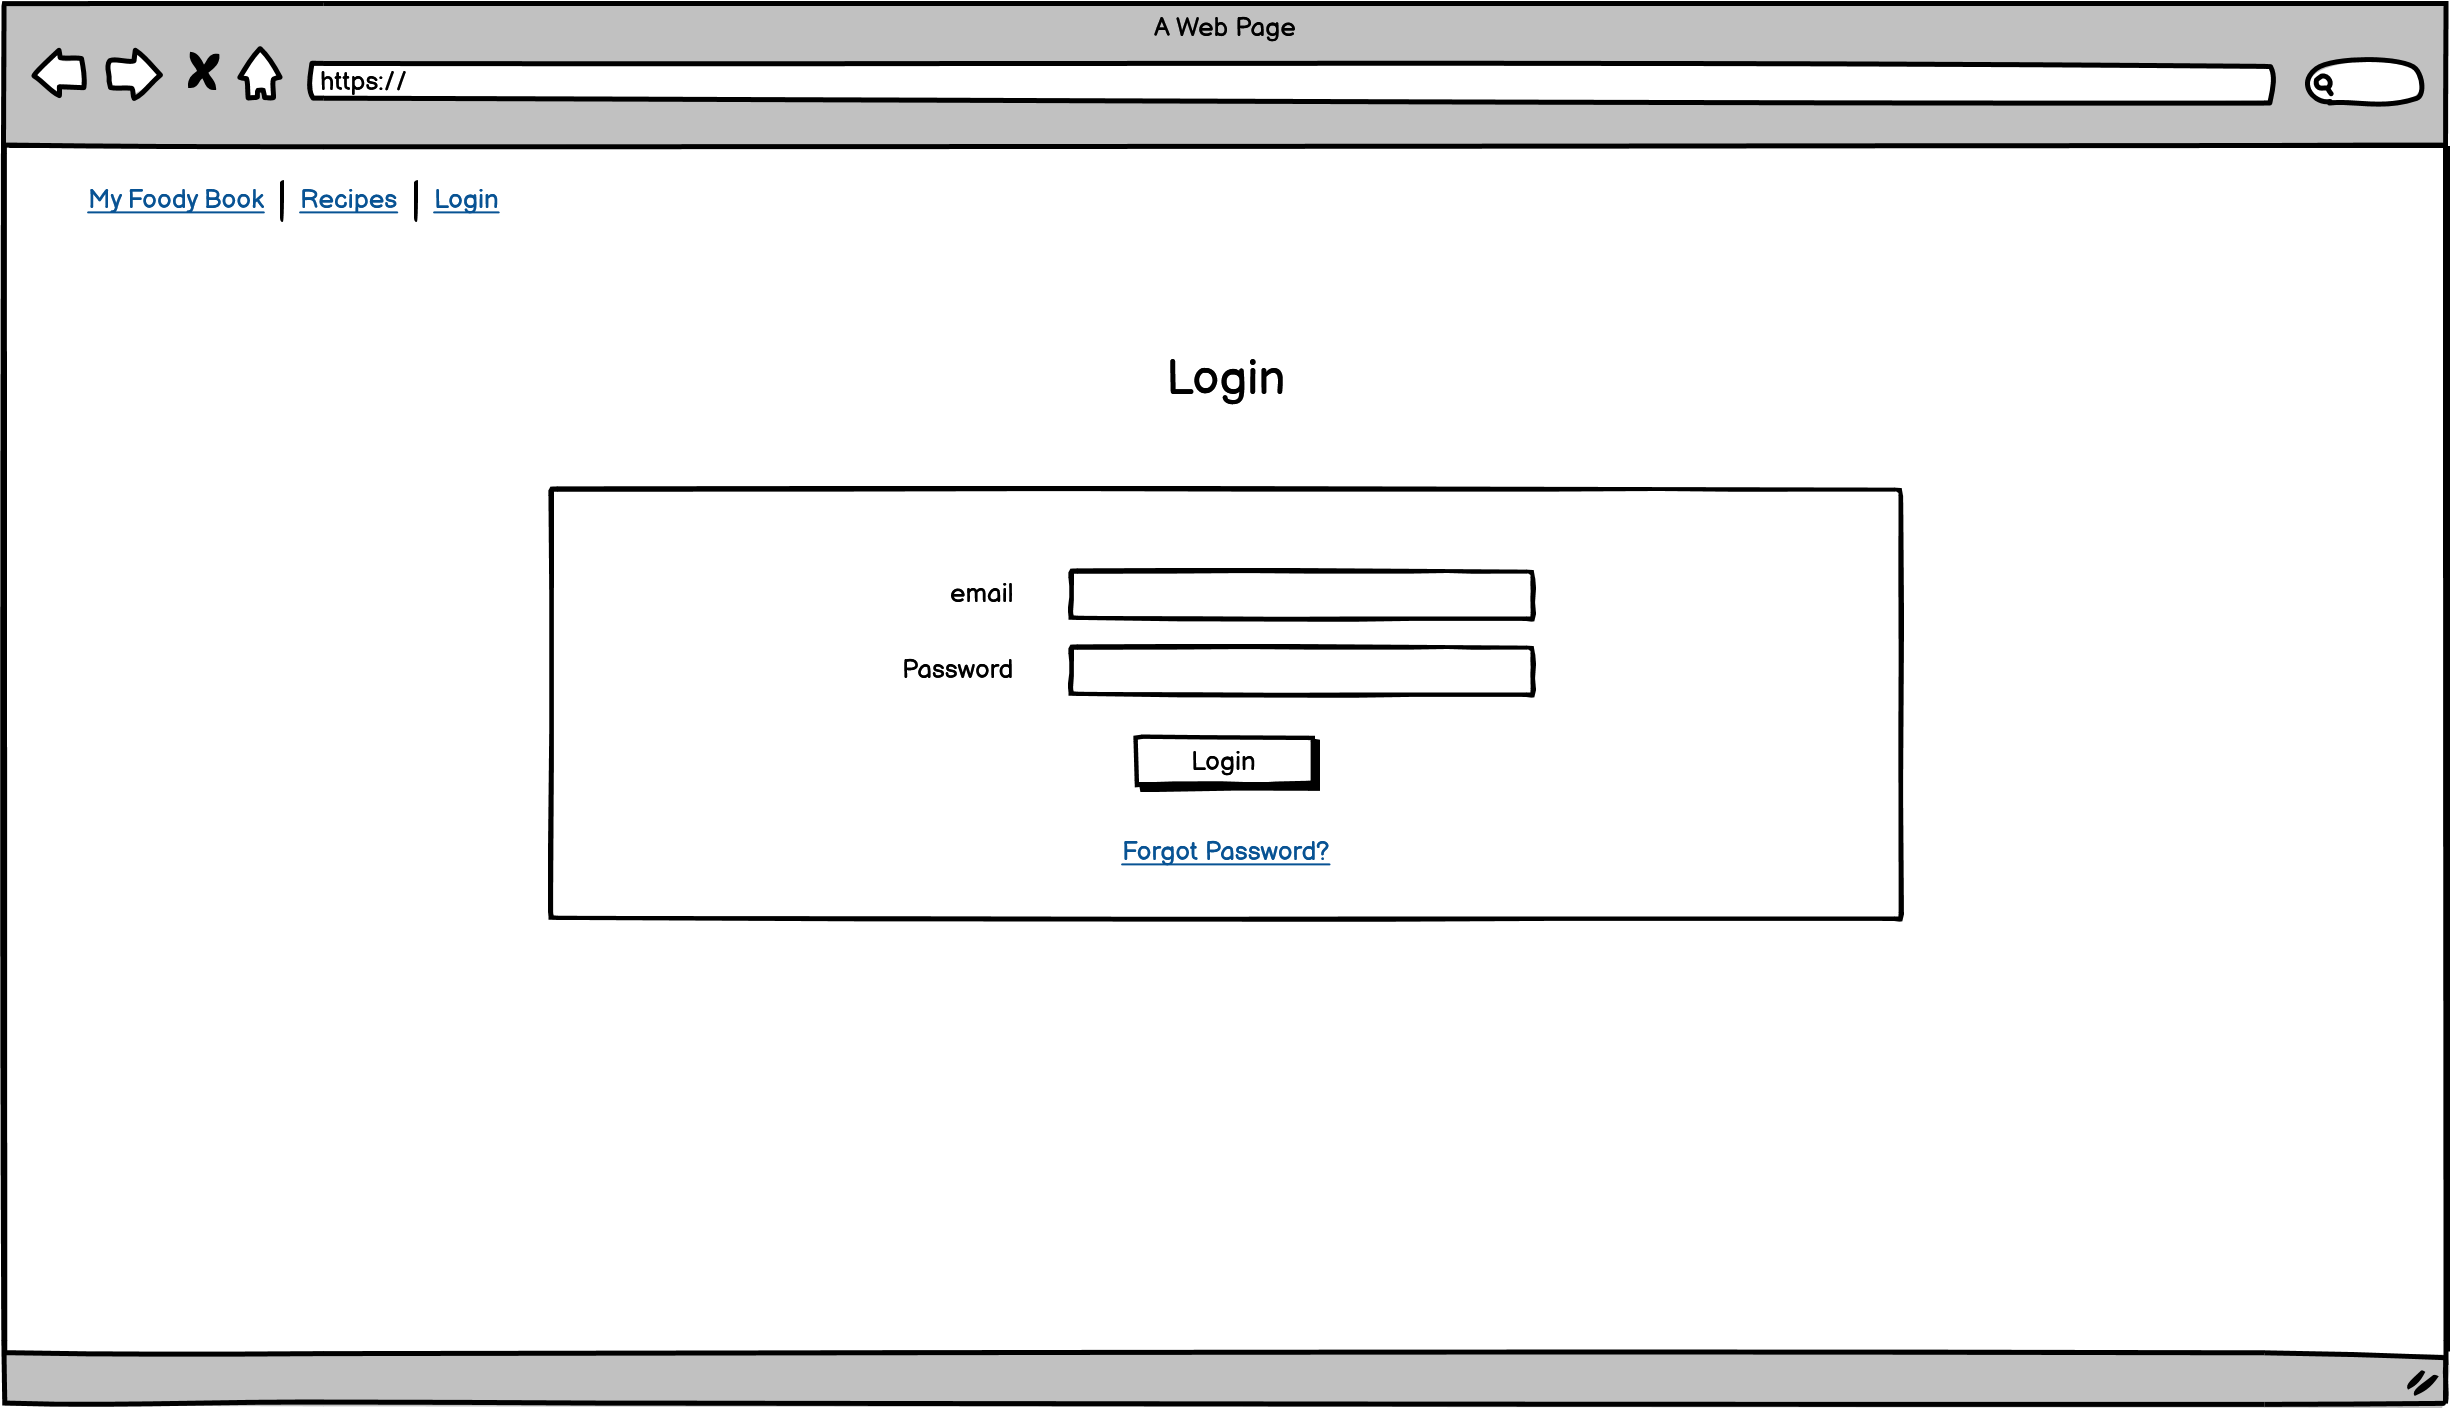 A Web Page
https://
My Foody Book | Recipes | Login
Login
email
Password
Login
Forgot Password?